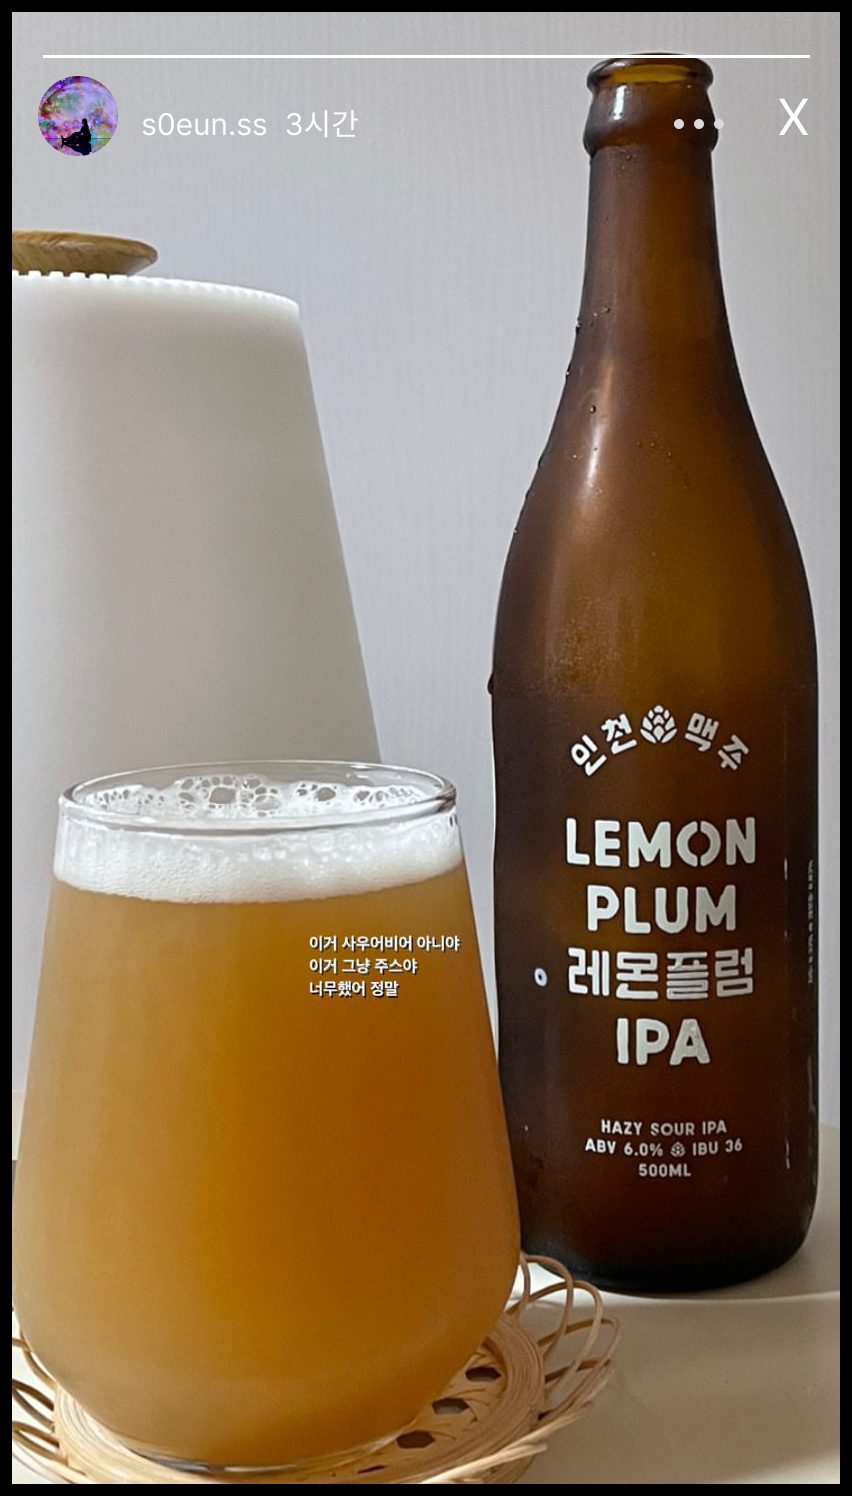 s0eun.ss 3시간
X
인천맥주
LEMON
PLUM
레몬플럼
IPA
이거 사우어비어 아니야
이거 그냥 주스야
너무했어 정말
HAZY SOUR IPA
ABV 6.0% IBU 36
500ML